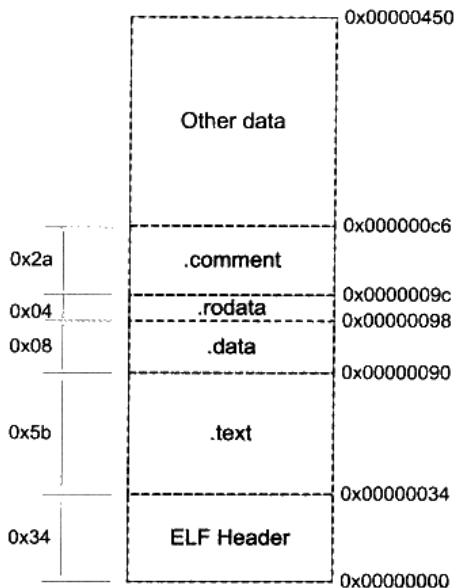 0x00000450
Other data
0x000000c6
0x2a
.comment
0x0000009c
0x04
.rodata
0x00000098
0x08
.data
0x00000090
0x5b
.text
0x00000034
0x34
ELF Header
0x00000000